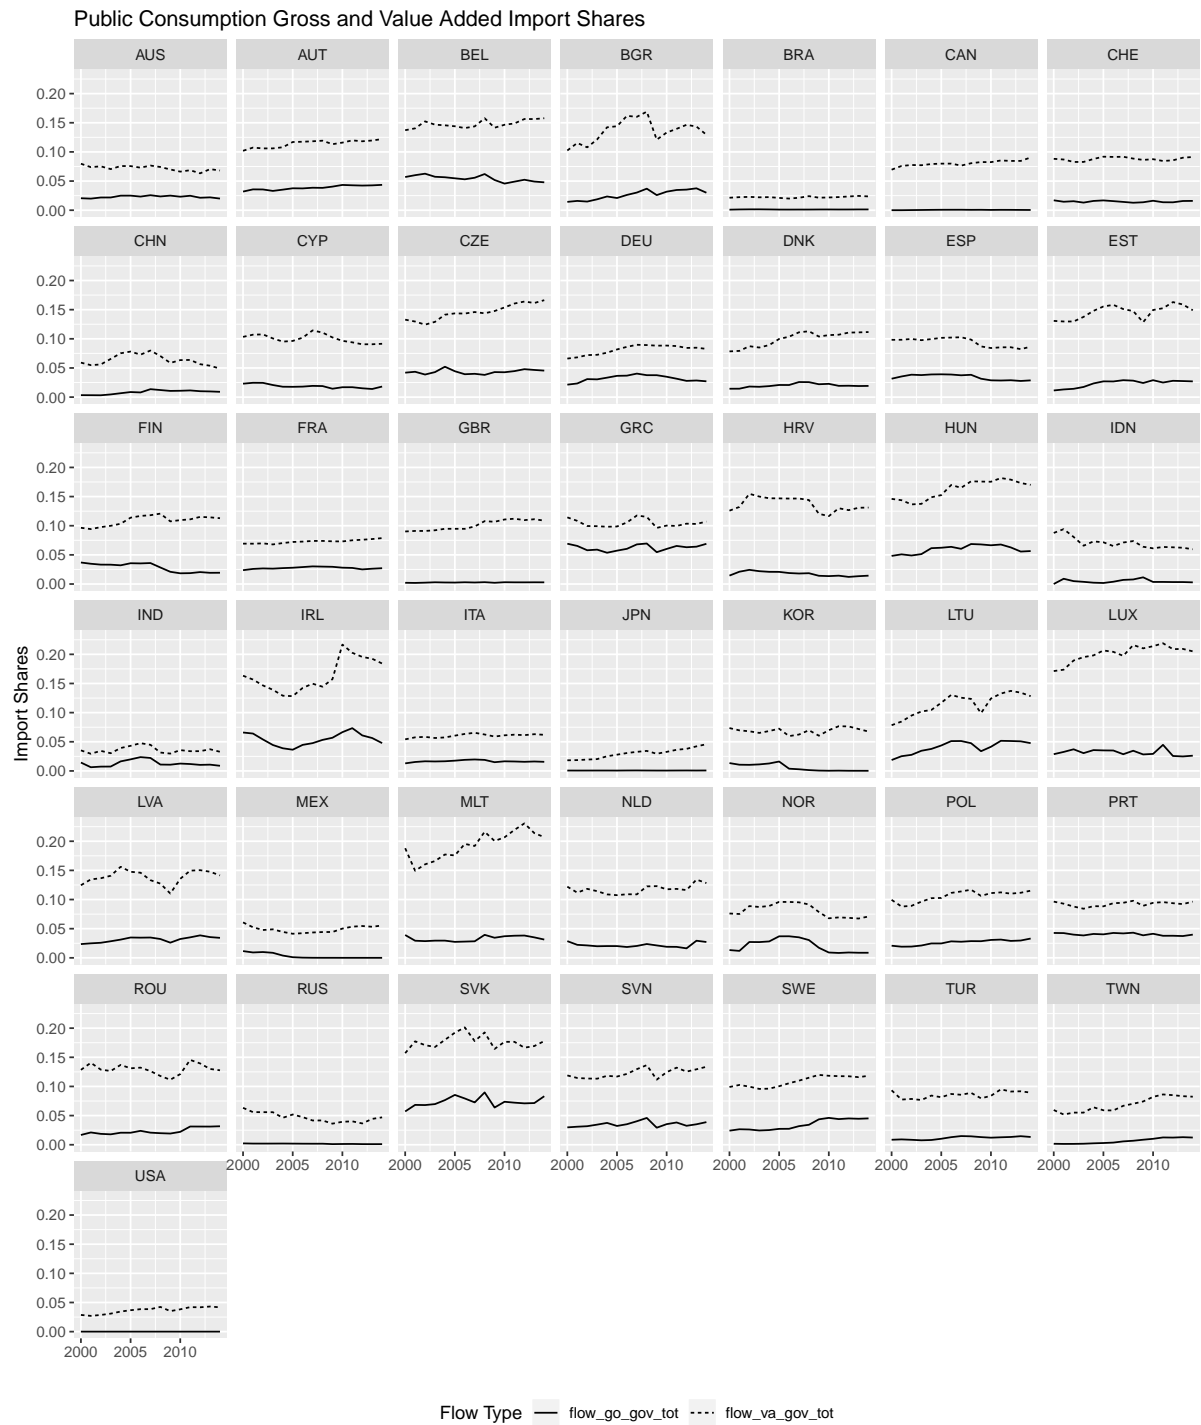 Public Consumption Gross and Value Added Import Shares
AUS AUT BEL BGR BRA CAN CHE
0.20
0.15
0.10
0.05
0.00
CHN CYP CZE DEU DNK ESP EST
0.20
0.15
0.10
0.05
0.00
FIN FRA GBR GRC HRV HUN IDN
0.20
0.15
0.10
0.05
0.00
Import Shares
IND IRL ITA JPN KOR LTU LUX
0.20
0.15
0.10
0.05
0.00
LVA MEX MLT NLD NOR POL PRT
0.20
0.15
0.10
0.05
0.00
ROU RUS SVK SVN SWE TUR TWN
0.20
0.15
0.10
0.05
0.00
2000 2005 2010 2000 2005 2010 2000 2005 2010 2000 2005 2010 2000 2005 2010 2000 2005 2010
USA
0.20
0.15
0.10
0.05
0.00
2000 2005 2010
Flow Type flow_go_gov_tot flow_va_gov_tot